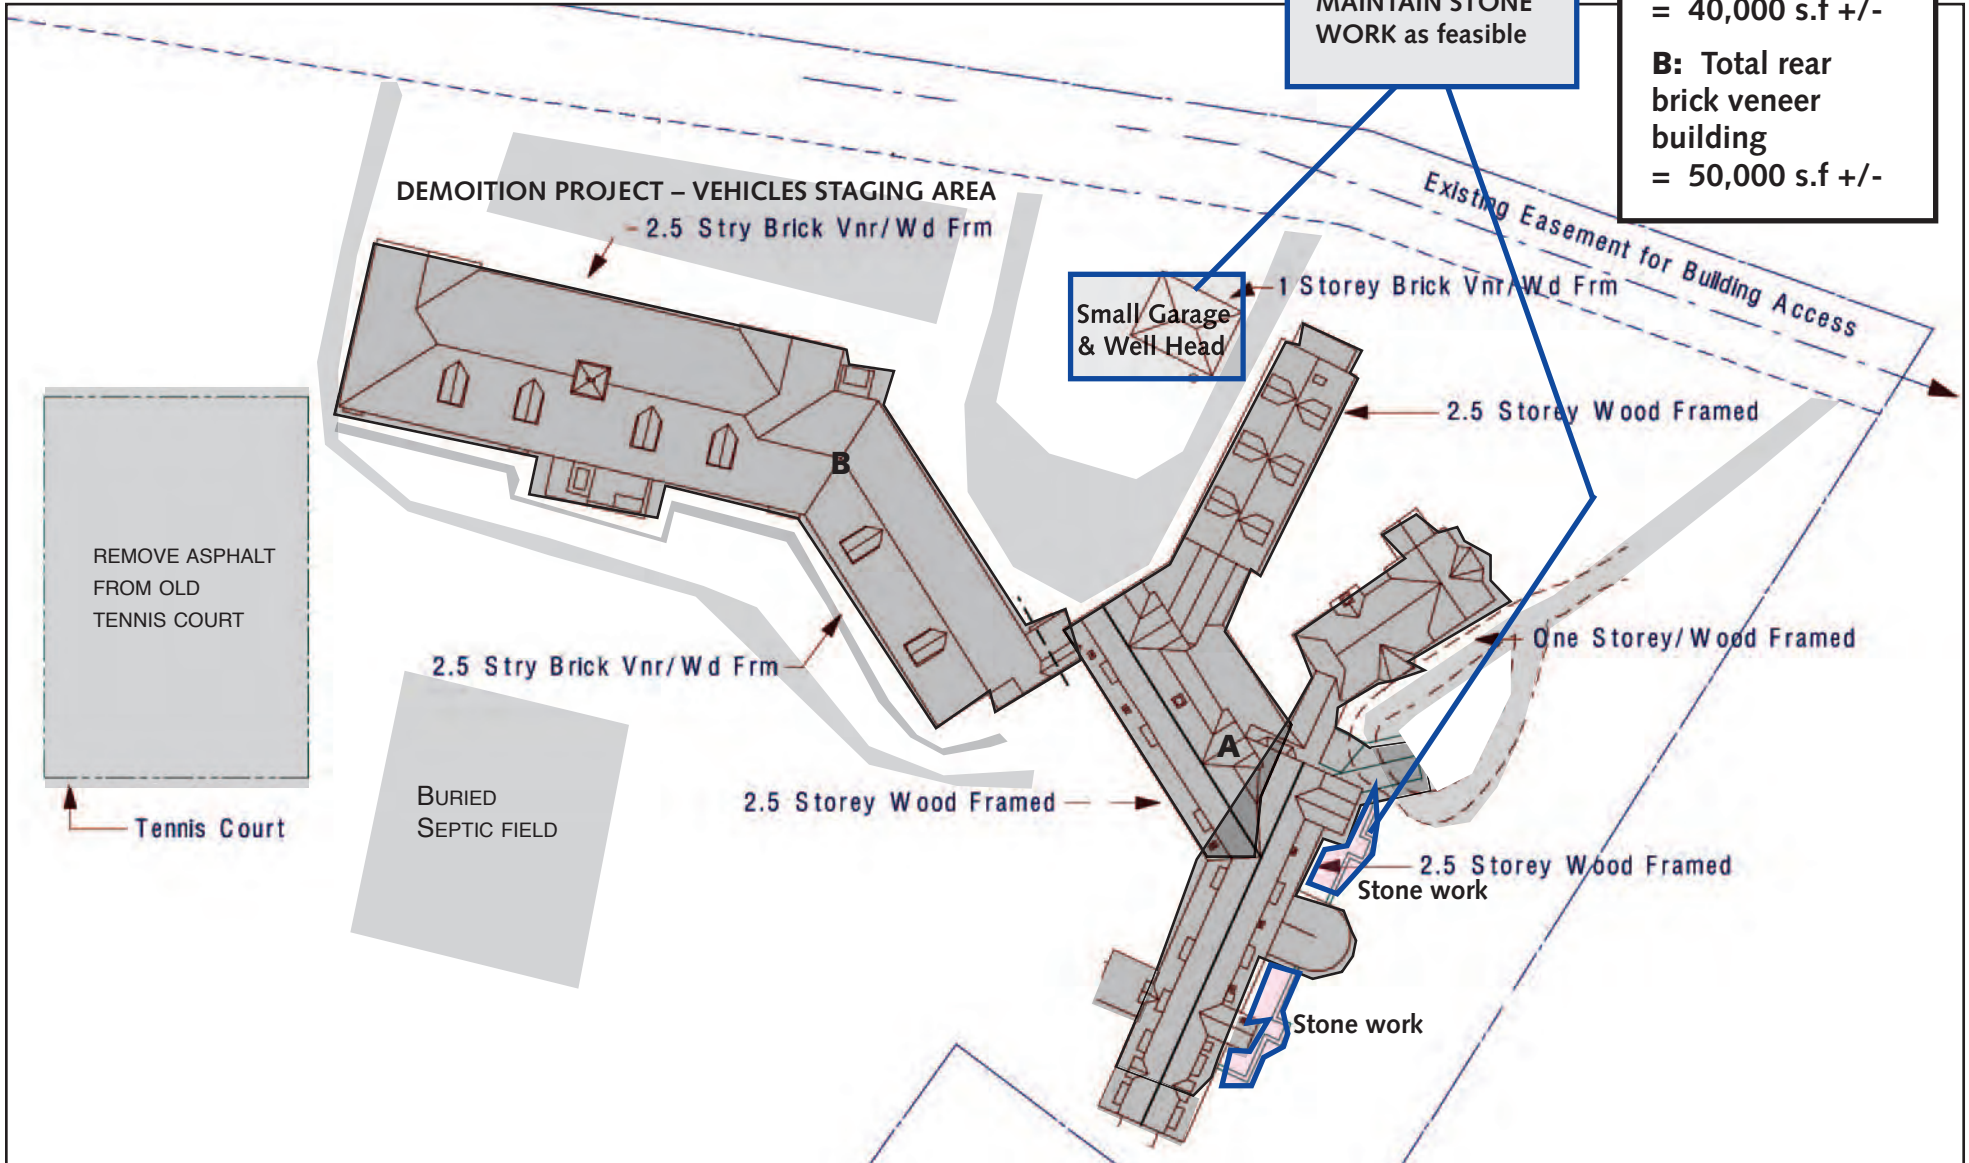 MAINTAIN STONE
WORK as feasible
= 40,000 s.f +/-
B: Total rear
brick veneer
building
= 50,000 s.f +/-
DEMOITION PROJECT – VEHICLES STAGING AREA
2.5 Stry Brick Vnr/Wd Frm
Existing Easement for Building Access
1 Storey Brick Vnr/Wd Frm
Small Garage
& Well Head
2.5 Storey Wood Framed
B
REMOVE ASPHALT
FROM OLD
TENNIS COURT
One Storey/Wood Framed
2.5 Stry Brick Vnr/Wd Frm
A
BURIED
SEPTIC FIELD
2.5 Storey Wood Framed
Tennis Court
2.5 Storey Wood Framed
Stone work
Stone work